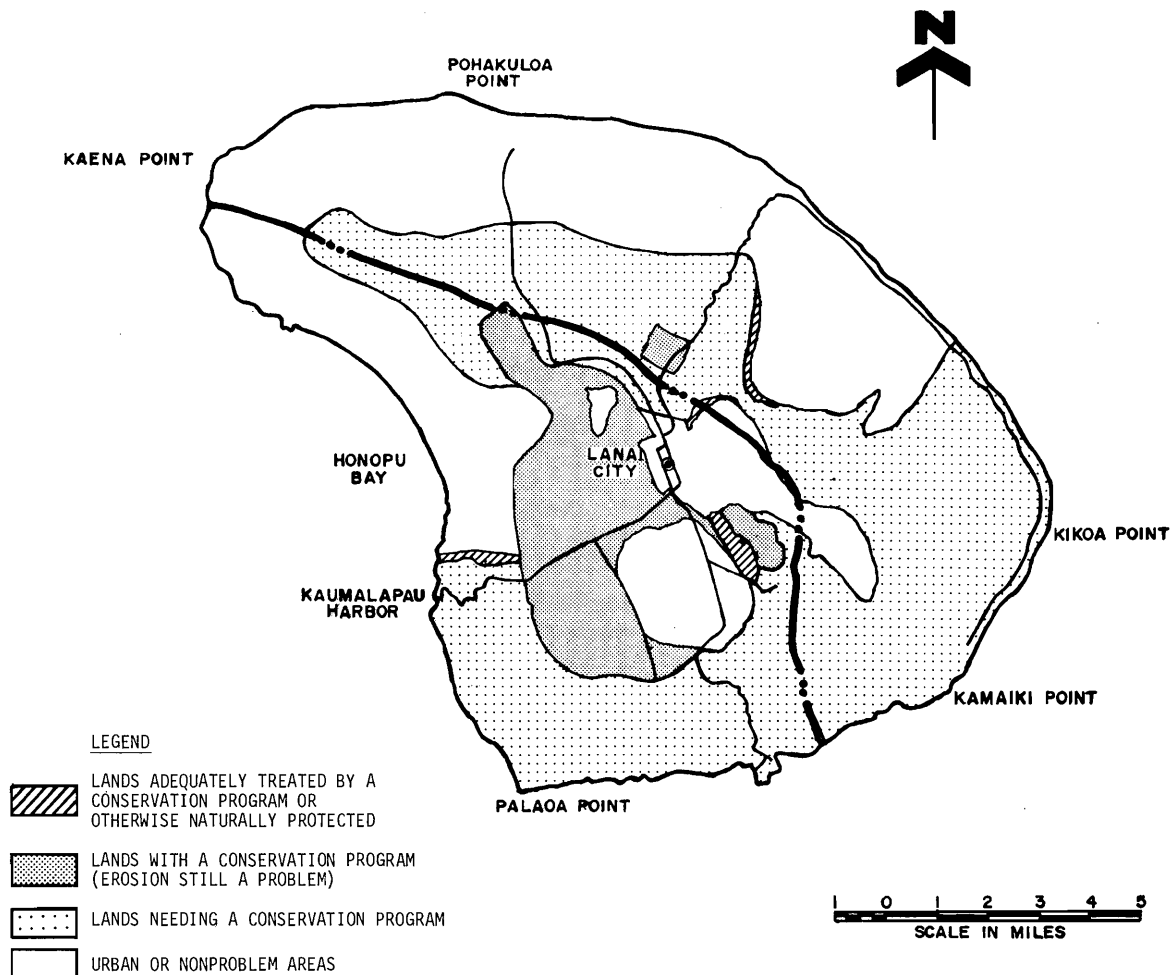 N
POHAKULOA
POINT
KAENA POINT
LANAI
CITY
HONOPU
BAY
KIKOA POINT
KAUMALAPAU
HARBOR
KAMAIKI POINT
PALAOA POINT
LEGEND
LANDS ADEQUATELY TREATED BY A
CONSERVATION PROGRAM OR
OTHERWISE NATURALLY PROTECTED
LANDS WITH A CONSERVATION PROGRAM
(EROSION STILL A PROBLEM)
LANDS NEEDING A CONSERVATION PROGRAM
URBAN OR NONPROBLEM AREAS
1 0 1 2 3 4 5
SCALE IN MILES